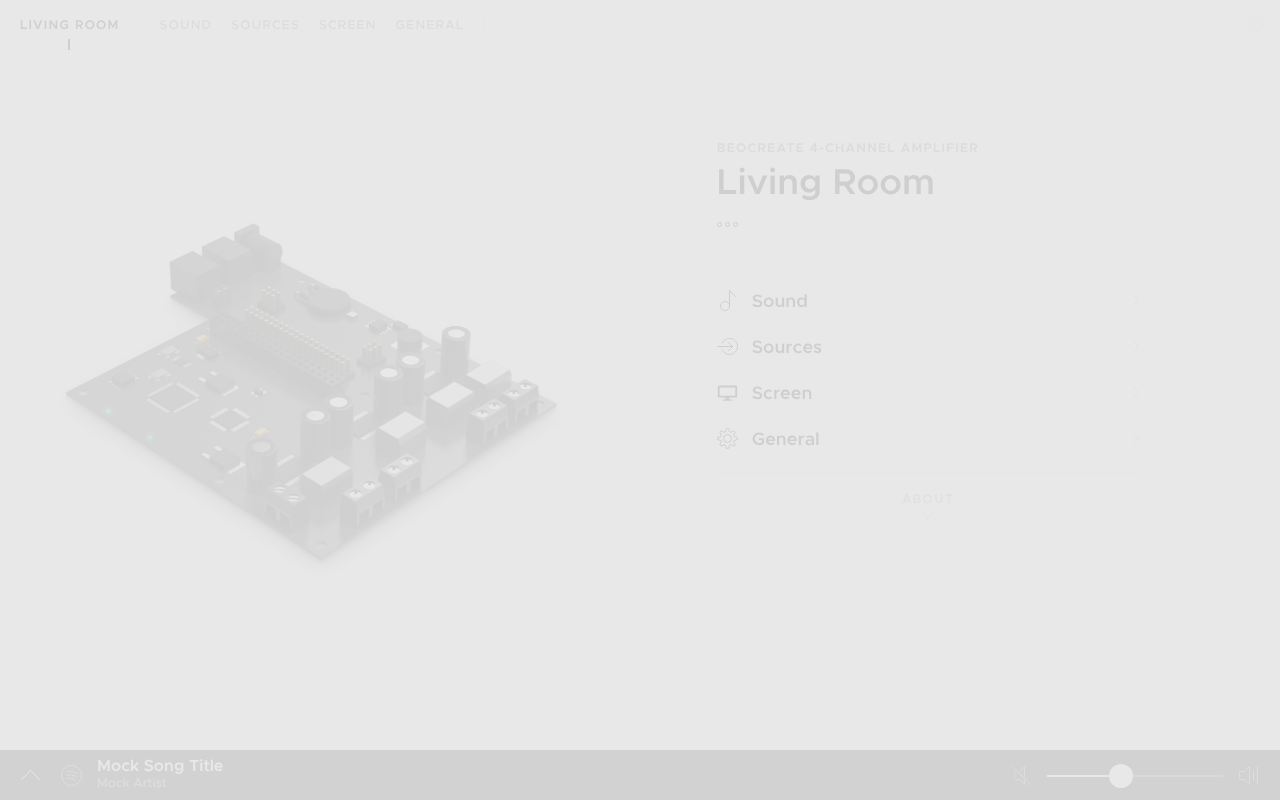 LIVING ROOM SOUND SOURCES SCREEN GENERAL
BEOCREATE 4-CHANNEL AMPLIFIER
Living Room
Sound
Sources
Screen
General
ABOUT
Mock Song Title
Mock Artist